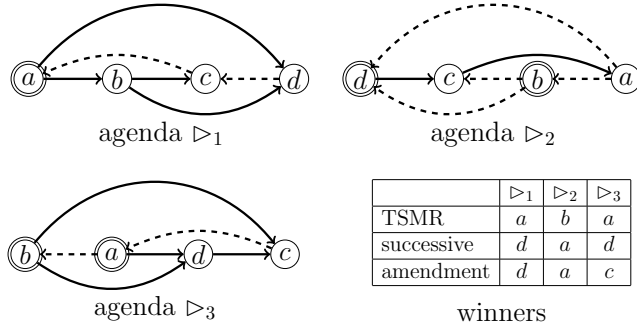 a b c d
agenda ▷₁
d c b a
agenda ▷₂
b a d c
agenda ▷₃
▷₁ ▷₂ ▷₃
TSMR a b a
successive d a d
amendment d a c
winners